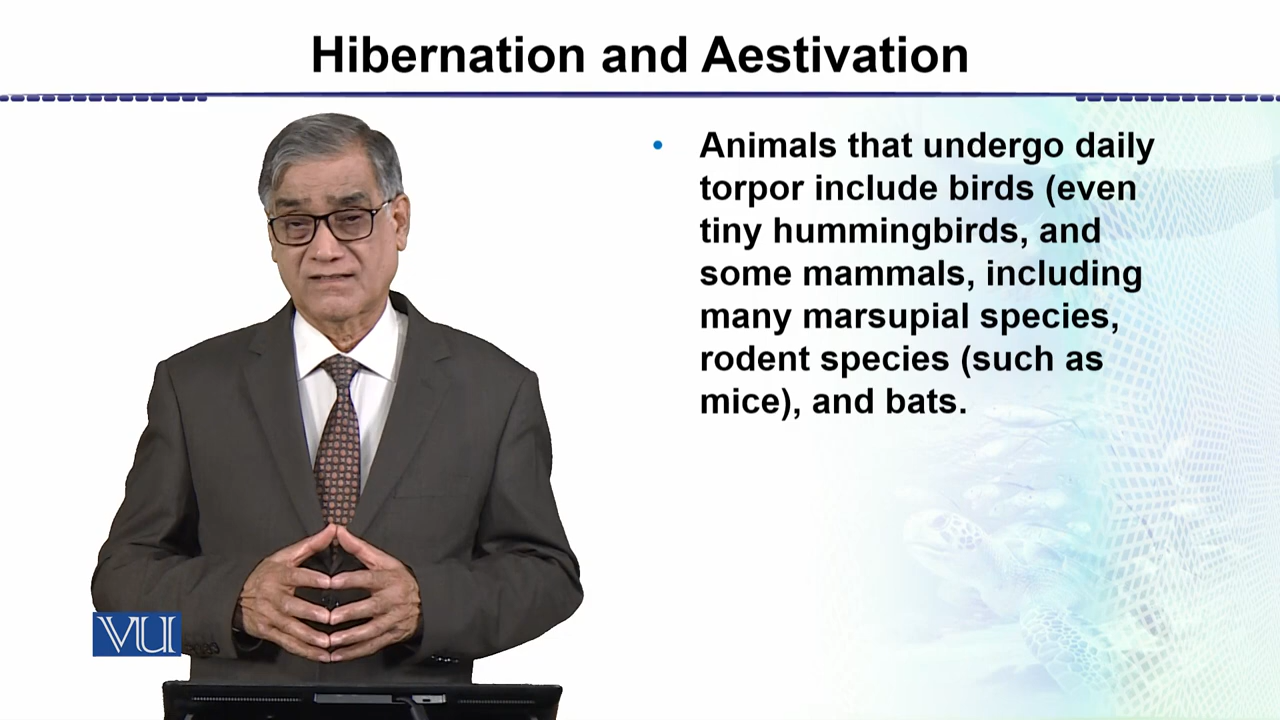 Hibernation and Aestivation
• Animals that undergo daily
torpor include birds (even
tiny hummingbirds, and
some mammals, including
many marsupial species,
rodent species (such as
mice), and bats.
VU